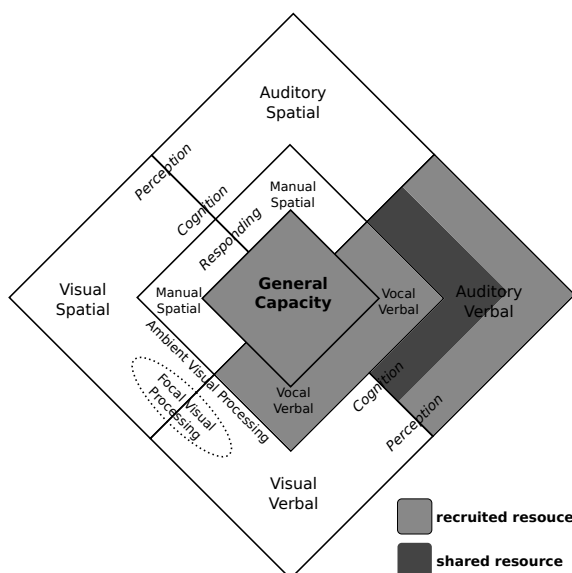 Auditory
Spatial
Perception
Cognition
Responding
Manual
Spatial
General
Capacity
Visual
Spatial
Manual
Spatial
Vocal
Verbal
Auditory
Verbal
Ambient Visual Processing
Focal Visual
Processing
Vocal
Verbal
Cognition
Perception
Visual
Verbal
recruited resouce
shared resource